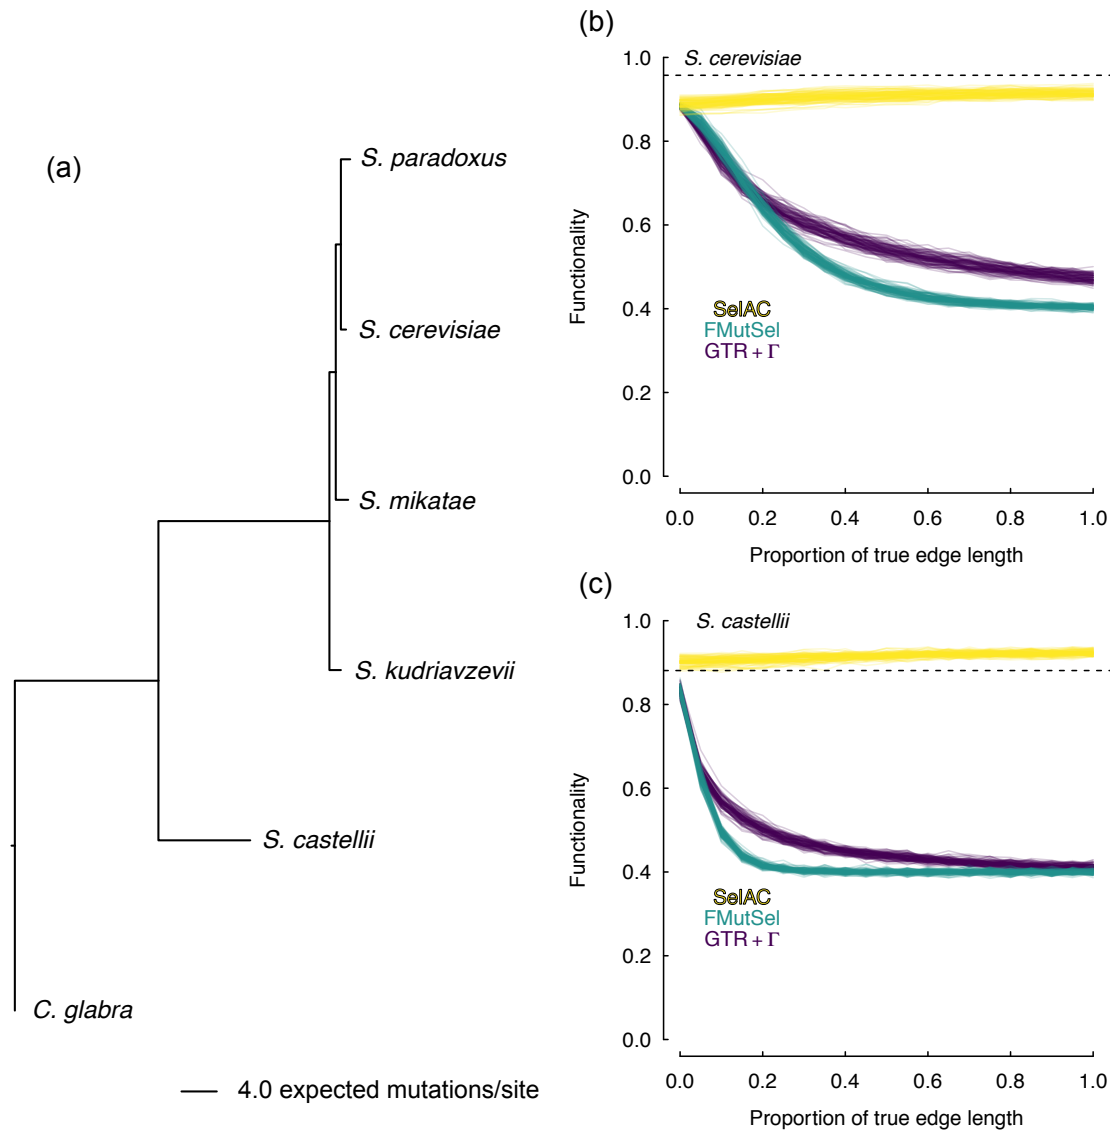 (a)
S. paradoxus
S. cerevisiae
S. mikatae
S. kudriavzevii
S. castellii
C. glabra
4.0 expected mutations/site
(b)
S. cerevisiae
1.0
0.8
0.6
0.4
0.2
0.0
Functionality
SelAC
FMutSel
GTR + Γ
0.0 0.2 0.4 0.6 0.8 1.0
Proportion of true edge length
(c)
S. castellii
1.0
0.8
0.6
0.4
0.2
0.0
Functionality
SelAC
FMutSel
GTR + Γ
0.0 0.2 0.4 0.6 0.8 1.0
Proportion of true edge length